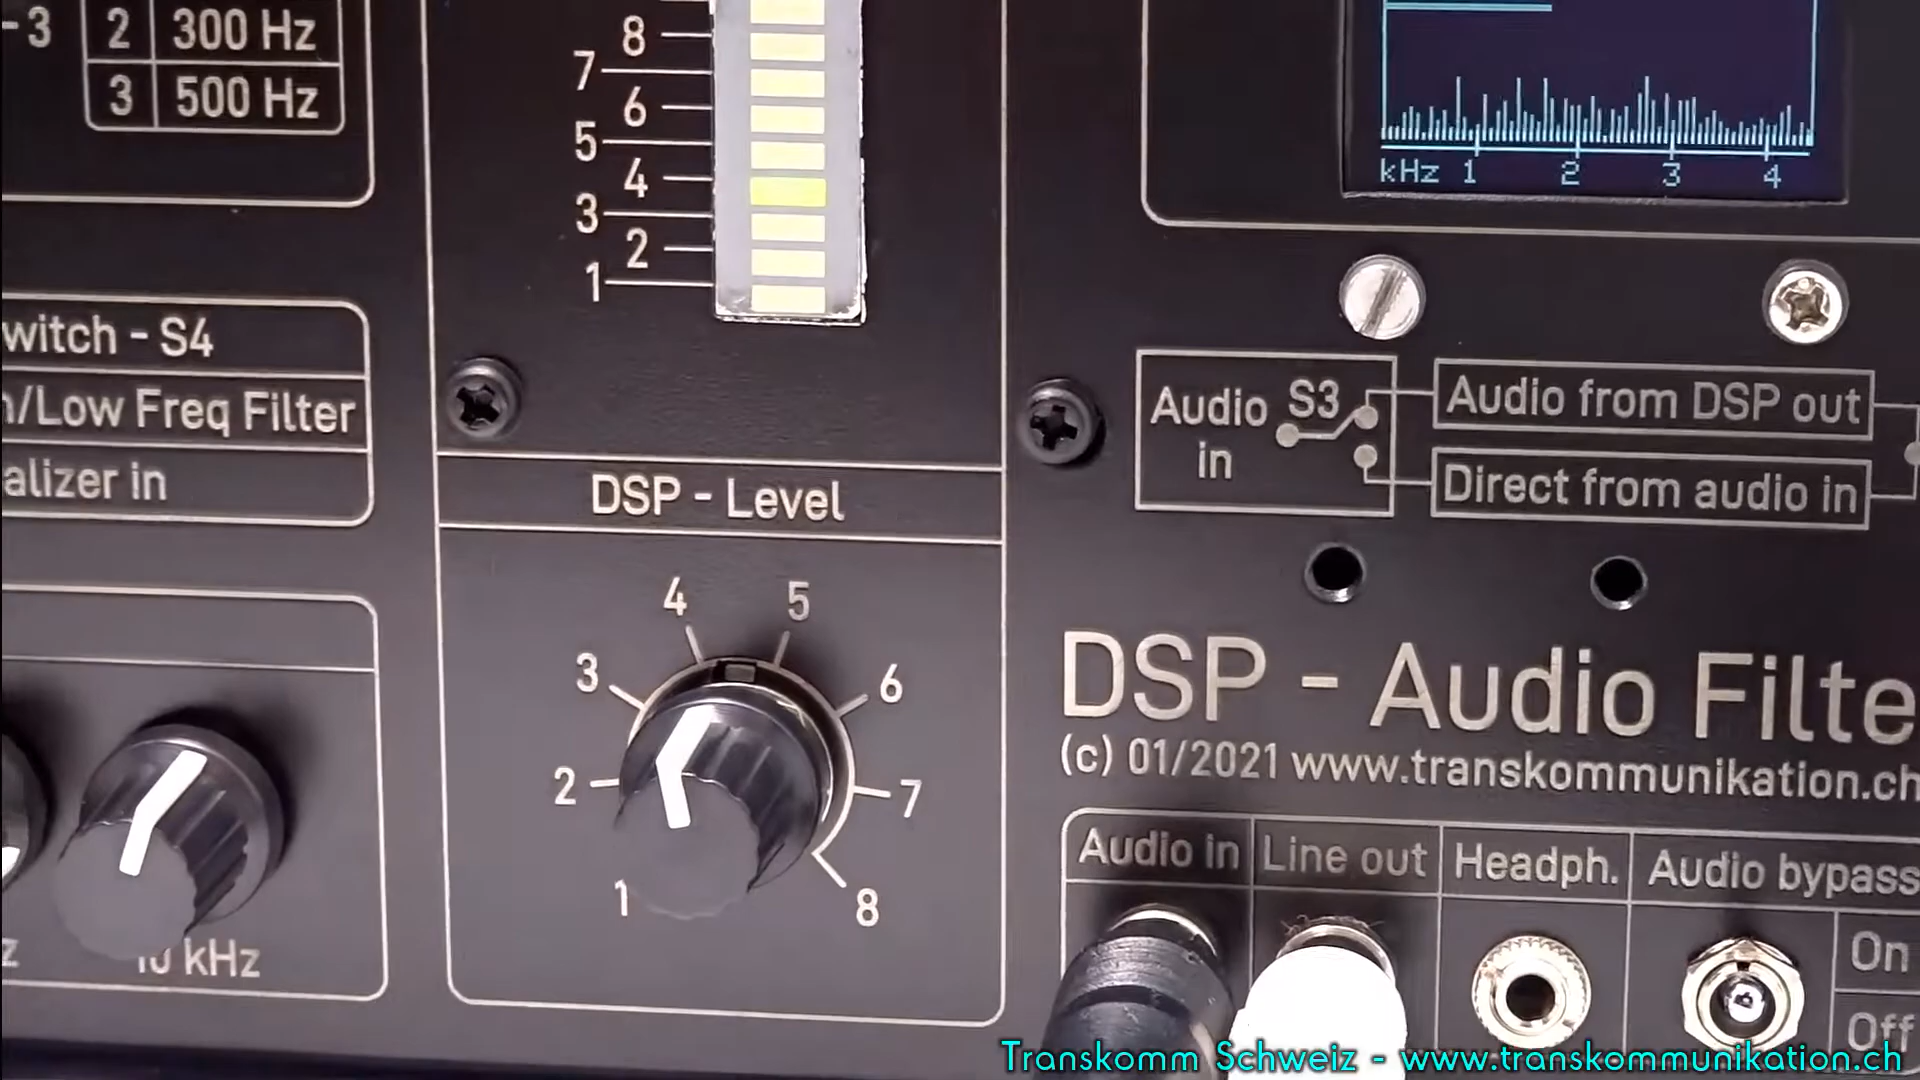 -3
2 300 Hz
3 500 Hz
witch - S4
/Low Freq Filter
alizer in
10 kHz
8
7
6
5
4
3
2
1
DSP - Level
1 2 3 4 5 6 7 8
kHz 1 2 3 4
Audio in
S3
Audio from DSP out
Direct from audio in
DSP - Audio Filte
(c) 01/2021 www.transkommunikation.ch
Audio in
Line out
Headph.
Audio bypass
On
Off
Transkomm Schweiz - www.transkommunikation.ch